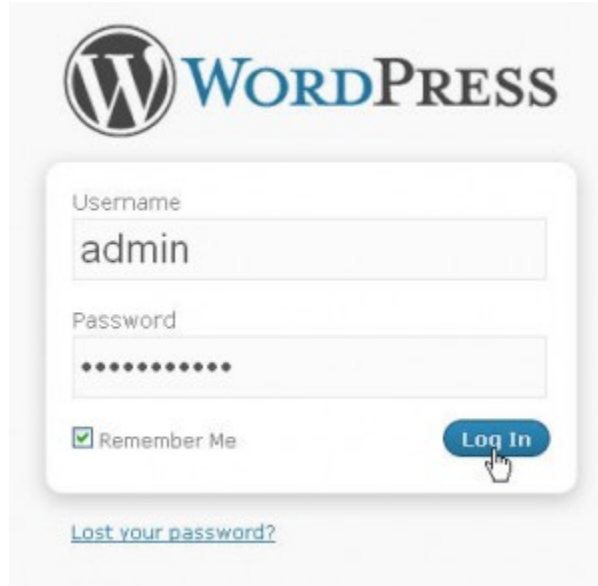 WORDPRESS
Username
admin
Password
•••••••••••
Remember Me
Log In
Lost your password?